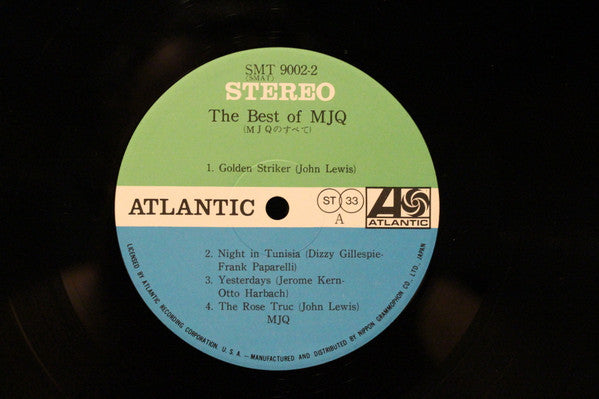 SMT 9002-2
(SMAT)
STEREO
The Best of MJQ
(MJQのすべて)
1. Golden Striker (John Lewis)
ATLANTIC
ST 33
A
ATLANTIC
2. Night in Tunisia (Dizzy Gillespie-
Frank Paparelli)
3. Yesterdays (Jerome Kern-
Otto Harbach)
4. The Rose Truc (John Lewis)
MJQ
LICENSED BY ATLANTIC RECORDING CORPORATION, U.S.A.—MANUFACTURED AND DISTRIBUTED BY NIPPON GRAMMOPHON CO., LTD., JAPAN